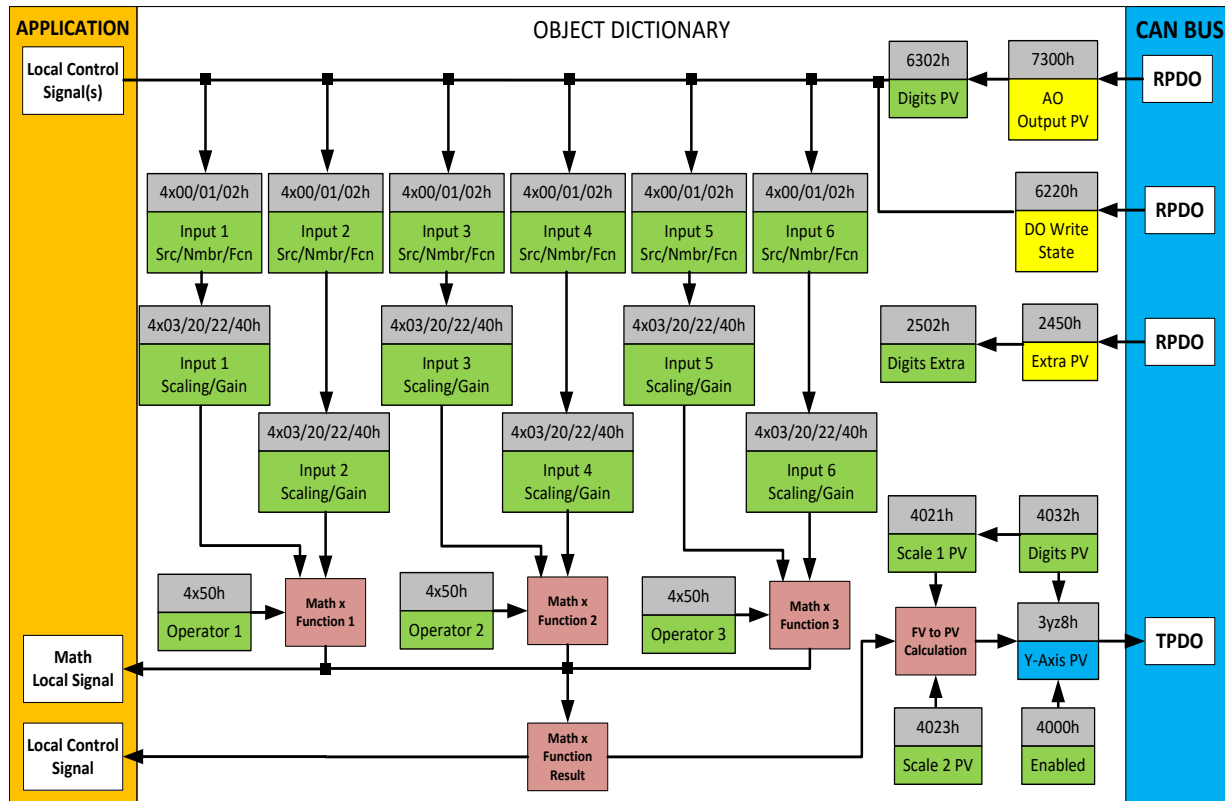 APPLICATION
OBJECT DICTIONARY
CAN BUS
Local Control
Signal(s)
6302h
Digits PV
7300h
AO
Output PV
RPDO
4x00/01/02h
Input 1
Src/Nmbr/Fcn
4x00/01/02h
Input 2
Src/Nmbr/Fcn
4x00/01/02h
Input 3
Src/Nmbr/Fcn
4x00/01/02h
Input 4
Src/Nmbr/Fcn
4x00/01/02h
Input 5
Src/Nmbr/Fcn
4x00/01/02h
Input 6
Src/Nmbr/Fcn
6220h
DO Write
State
RPDO
4x03/20/22/40h
Input 1
Scaling/Gain
4x03/20/22/40h
Input 3
Scaling/Gain
4x03/20/22/40h
Input 5
Scaling/Gain
2502h
Digits Extra
2450h
Extra PV
RPDO
4x03/20/22/40h
Input 2
Scaling/Gain
4x03/20/22/40h
Input 4
Scaling/Gain
4x03/20/22/40h
Input 6
Scaling/Gain
4021h
Scale 1 PV
4032h
Digits PV
4x50h
Operator 1
Math x
Function 1
4x50h
Operator 2
Math x
Function 2
4x50h
Operator 3
Math x
Function 3
FV to PV
Calculation
3yz8h
Y-Axis PV
TPDO
Math
Local Signal
Local Control
Signal
Math x
Function
Result
4023h
Scale 2 PV
4000h
Enabled